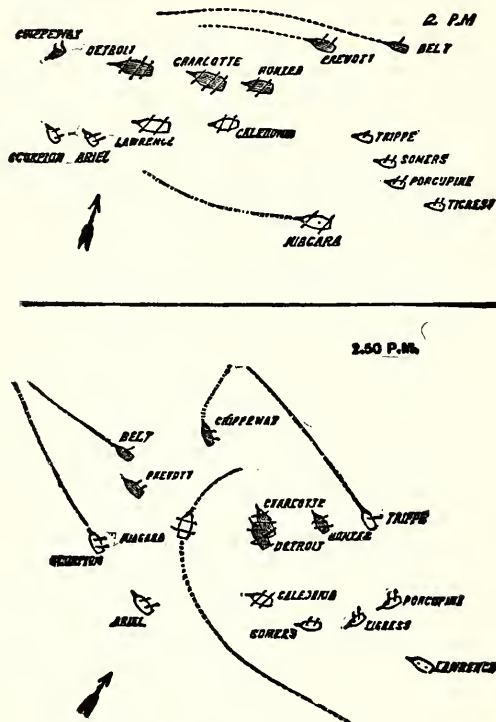 2 P.M
CHIPPEWAY
DETROIT
CHARLOTTE
HUNTER
PREVOST
BELT
SCORPION
ARIEL
LAWRENCE
CALEDONIA
TRIPPE
SOMERS
PORCUPINE
TIGRESS
NIAGARA
2.50 P.M.
CHIPPEWAY
BELT
PREVOST
CHARLOTTE
TRIPPE
NIAGARA
HUNTER
DETROIT
SCORPION
ARIEL
CALEDONIA
PORCUPINE
SOMERS
TIGRESS
LAWRENCE